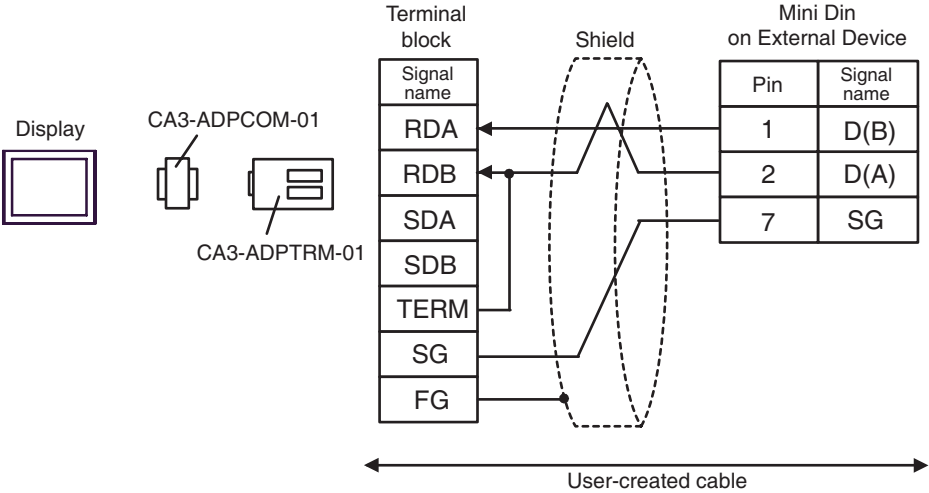 Display
CA3-ADPCOM-01
CA3-ADPTRM-01
Terminal
block
Signal
name
RDA
RDB
SDA
SDB
TERM
SG
FG
Shield
Mini Din
on External Device
Pin
Signal
name
1
D(B)
2
D(A)
7
SG
User-created cable